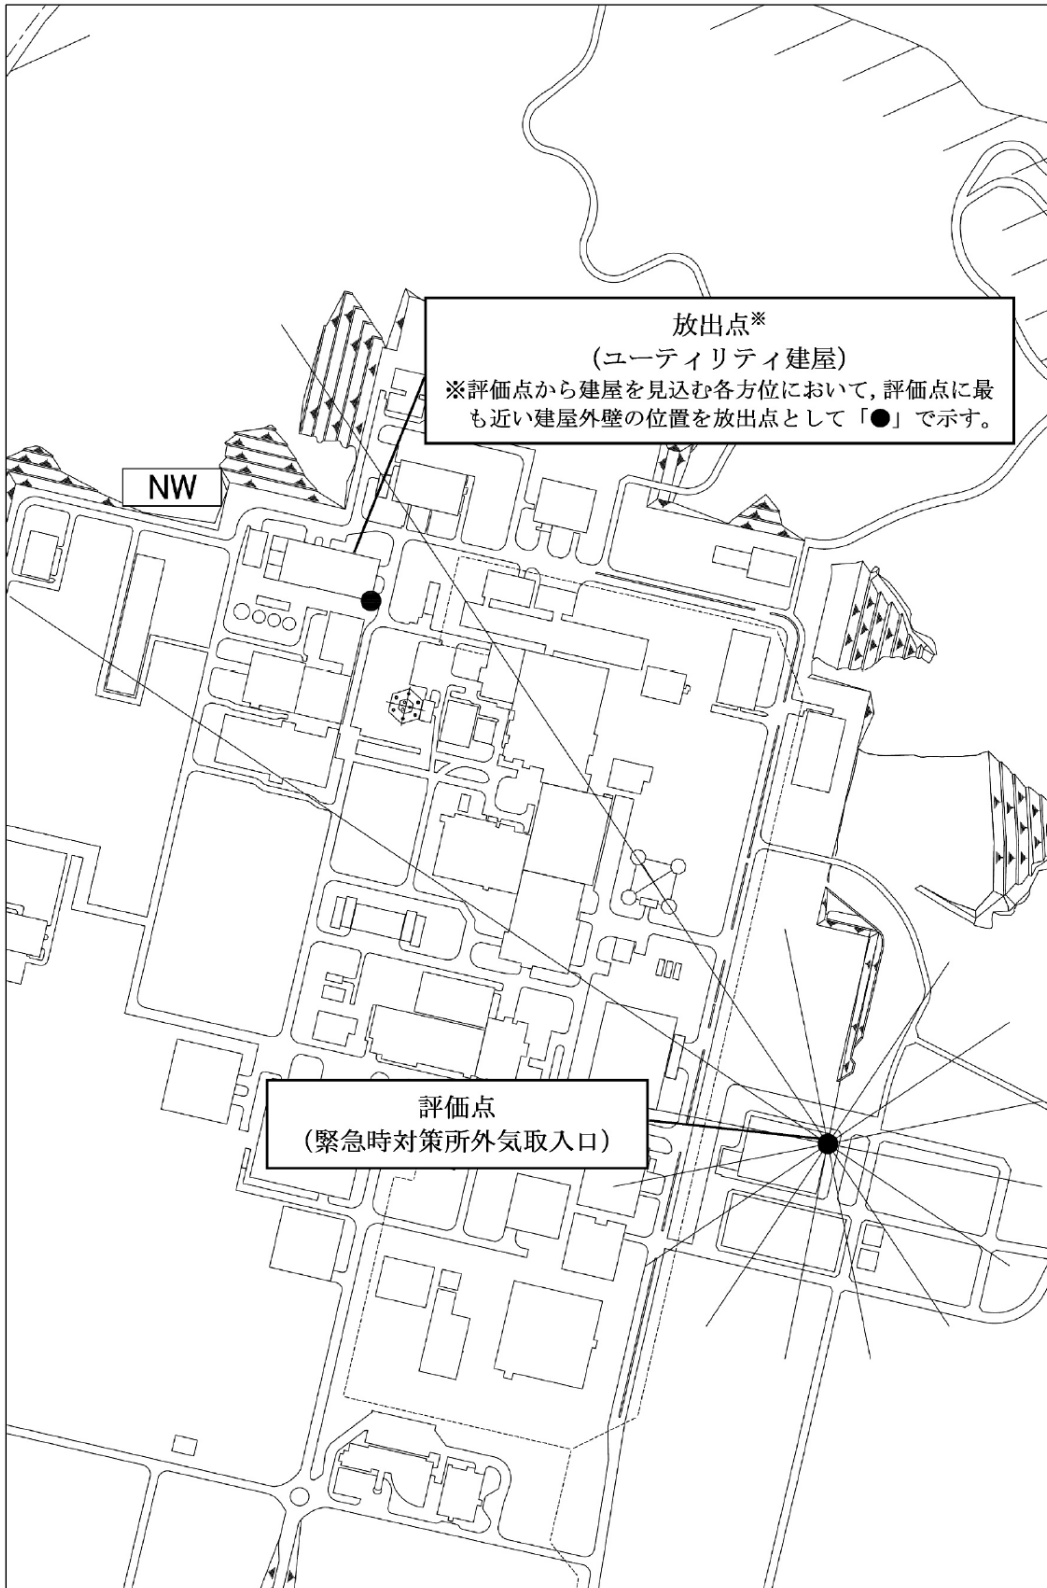 放出点※
(ユーティリティ建屋)
※評価点から建屋を見込む各方位において,評価点に最
も近い建屋外壁の位置を放出点として「●」で示す。
NW
評価点
(緊急時対策所外気取入口)